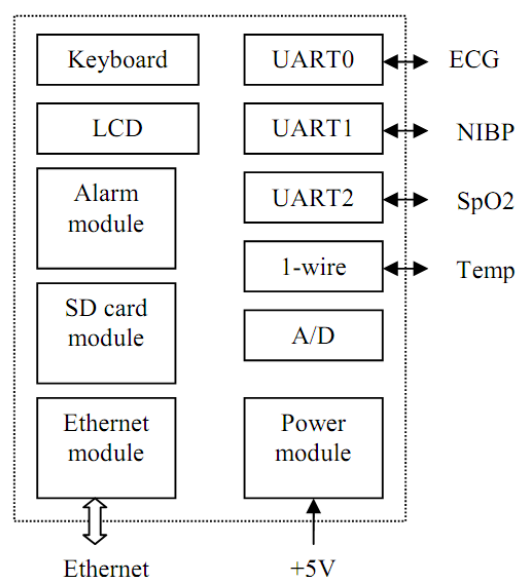 Keyboard
UART0
ECG
LCD
UART1
NIBP
Alarm
module
UART2
SpO2
1-wire
Temp
SD card
module
A/D
Ethernet
module
Power
module
Ethernet
+5V